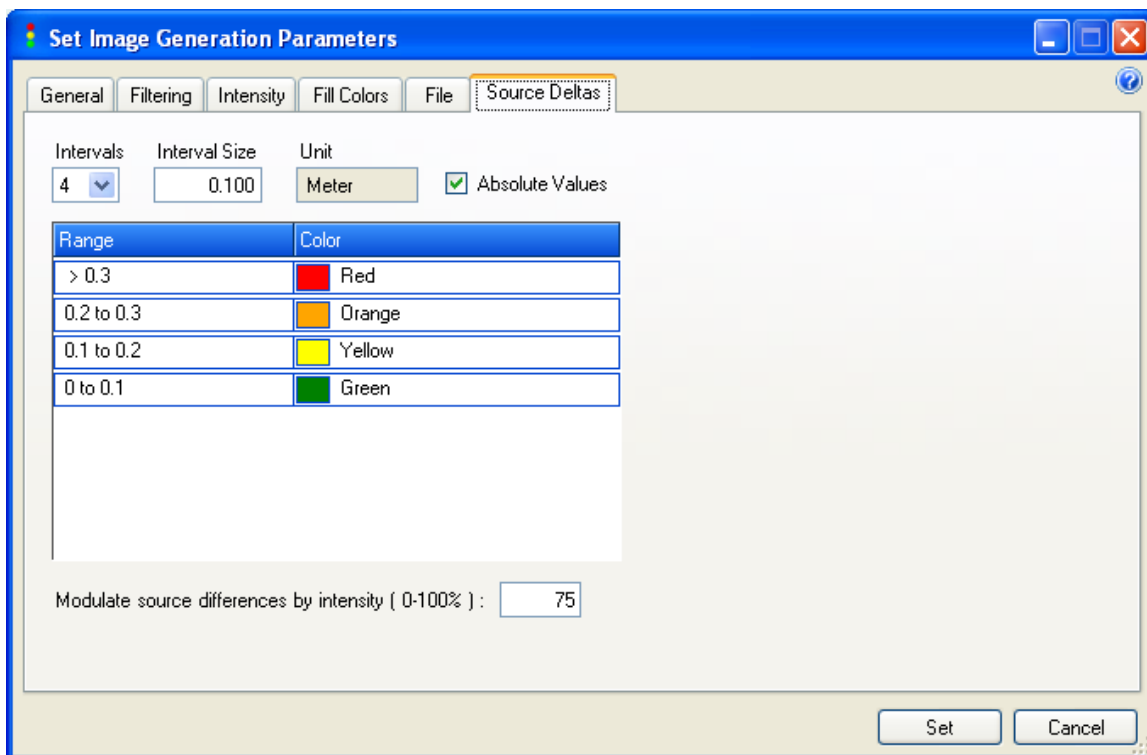 Set Image Generation Parameters
General Filtering Intensity Fill Colors File Source Deltas
Intervals Interval Size Unit
4 0.100 Meter Absolute Values
Range Color
> 0.3 Red
0.2 to 0.3 Orange
0.1 to 0.2 Yellow
0 to 0.1 Green
Modulate source differences by intensity ( 0-100% ) : 75
Set Cancel